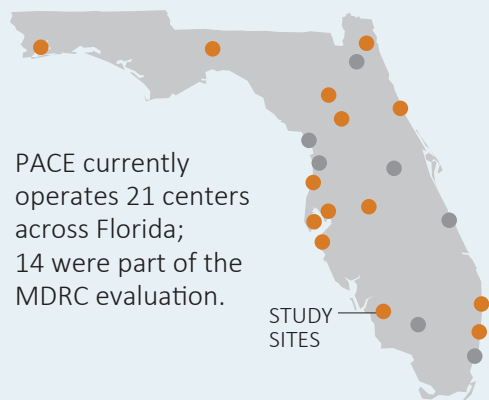 PACE currently
operates 21 centers
across Florida;
14 were part of the
MDRC evaluation.
STUDY
SITES